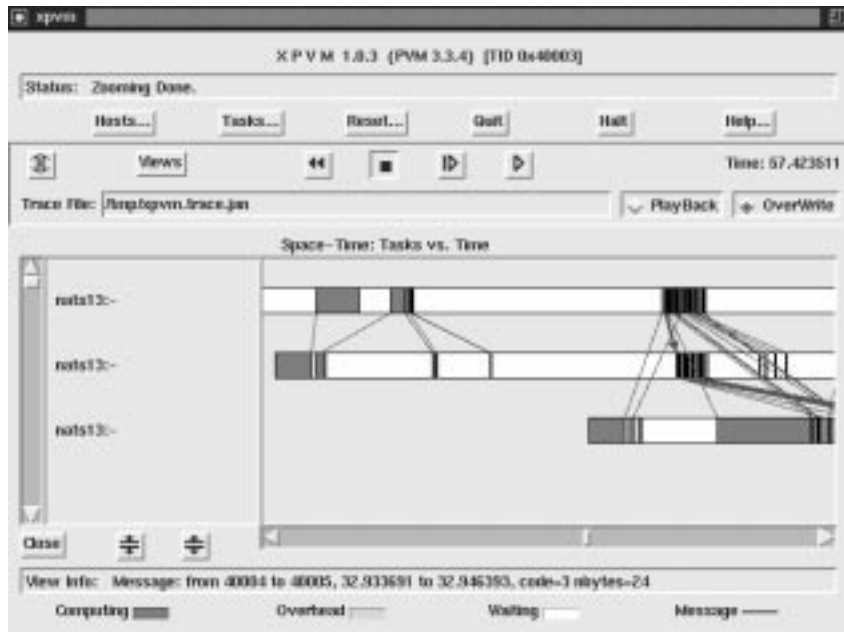 xpvm
X P V M 1.0.3 (PVM 3.3.4) [TID 0x40003]
Status: Zooming Done.
Hosts... Tasks... Reset... Quit Halt Help...
Views Time: 57.423511
Trace File: /tmp/xpvm.trace.jan PlayBack OverWrite
Space-Time: Tasks vs. Time
nats13:-
nats13:-
nats13:-
Close
View Info: Message: from 40004 to 40005, 32.933691 to 32.946393, code=3 nbytes=24
Computing Overhead Waiting Message